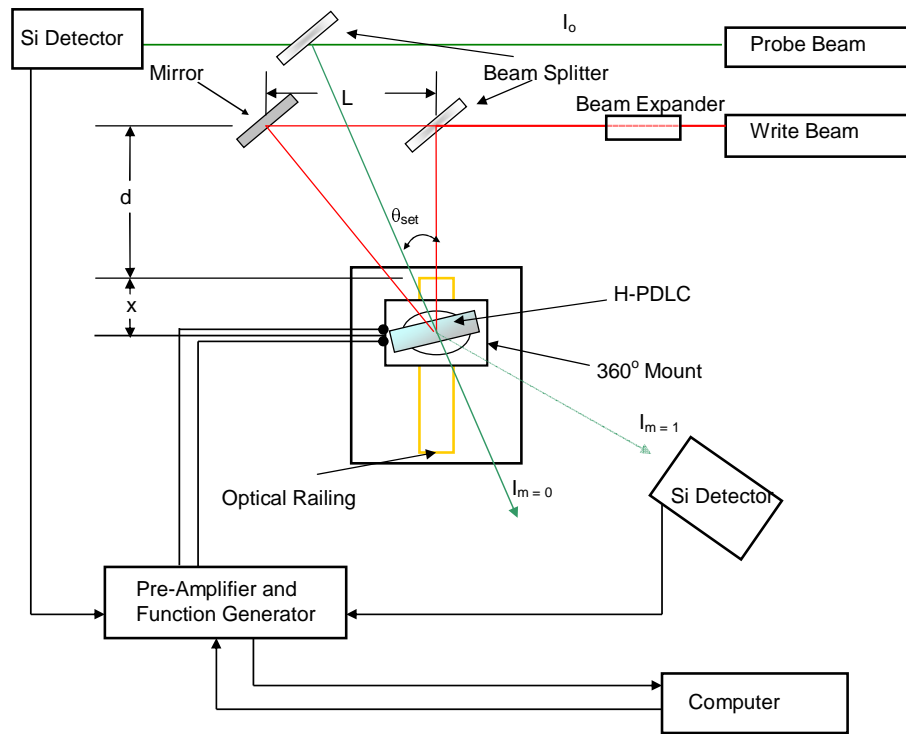 Si Detector
I₀
Probe Beam
Mirror
Beam Splitter
L
Beam Expander
Write Beam
d
θset
x
H-PDLC
360° Mount
Im = 1
Optical Railing
Im = 0
Si Detector
Pre-Amplifier and
Function Generator
Computer